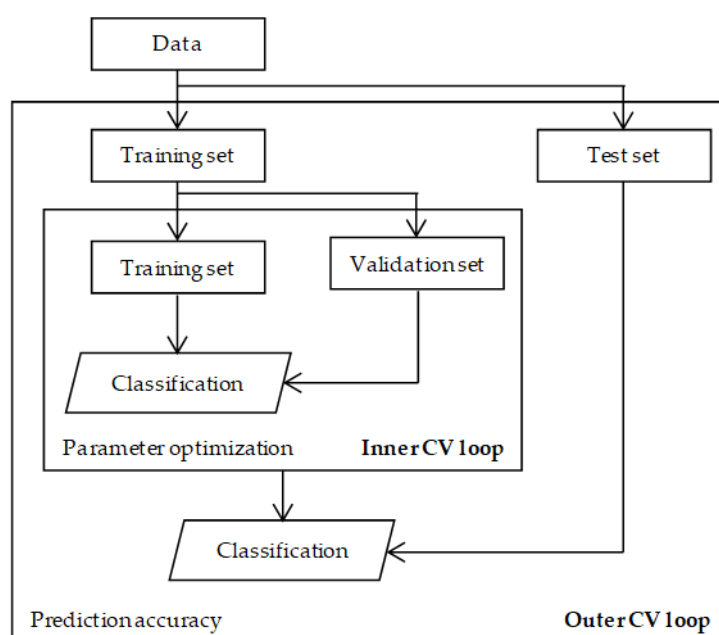 Data
Training set
Test set
Training set
Validation set
Classification
Parameter optimization
Inner CV loop
Classification
Prediction accuracy
Outer CV loop